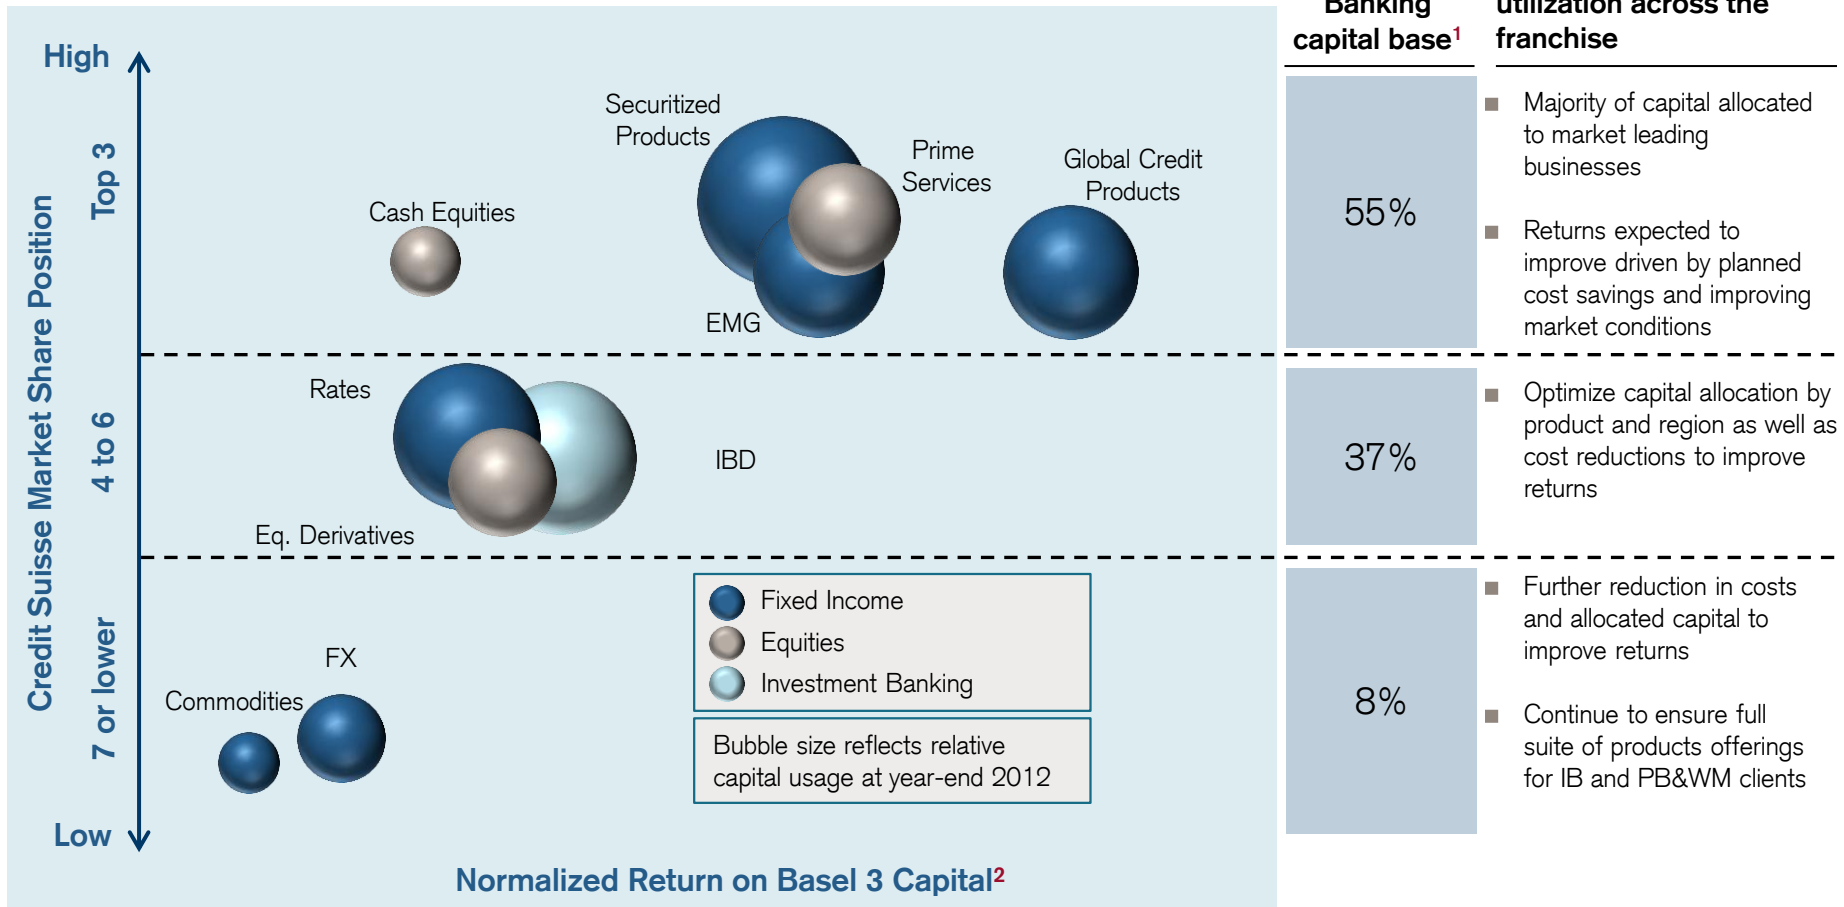 Banking
capital base1
utilization across the
franchise
High
Top 3
4 to 6
7 or lower
Low
Credit Suisse Market Share Position
Securitized
Products
Prime
Services
Global Credit
Products
Cash Equities
EMG
Rates
IBD
Eq. Derivatives
FX
Commodities
Fixed Income
Equities
Investment Banking
Bubble size reflects relative
capital usage at year-end 2012
Normalized Return on Basel 3 Capital2
55%
■ Majority of capital allocated
to market leading
businesses
■ Returns expected to
improve driven by planned
cost savings and improving
market conditions
37%
■ Optimize capital allocation by
product and region as well as
cost reductions to improve
returns
8%
■ Further reduction in costs
and allocated capital to
improve returns
■ Continue to ensure full
suite of products offerings
for IB and PB&WM clients